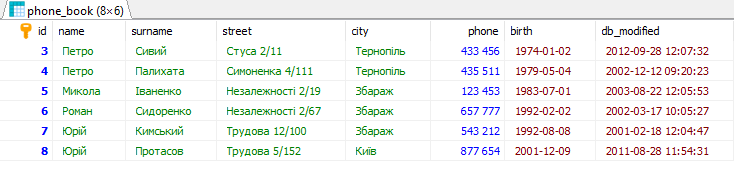 phone_book (8×6)
id name surname street city phone birth db_modified
3 Петро Сивий Стуса 2/11 Тернопіль 433 456 1974-01-02 2012-09-28 12:07:32
4 Петро Палихата Симоненка 4/111 Тернопіль 435 511 1979-05-04 2002-12-12 09:20:23
5 Микола Іваненко Незалежності 2/19 Збараж 123 453 1983-07-01 2003-08-22 12:05:53
6 Роман Сидоренко Незалежності 2/67 Збараж 657 777 1992-02-02 2002-03-17 10:05:27
7 Юрій Кимський Трудова 12/100 Збараж 543 212 1992-08-08 2001-02-18 12:04:47
8 Юрій Протасов Трудова 5/152 Київ 877 654 2001-12-09 2011-08-28 11:54:31